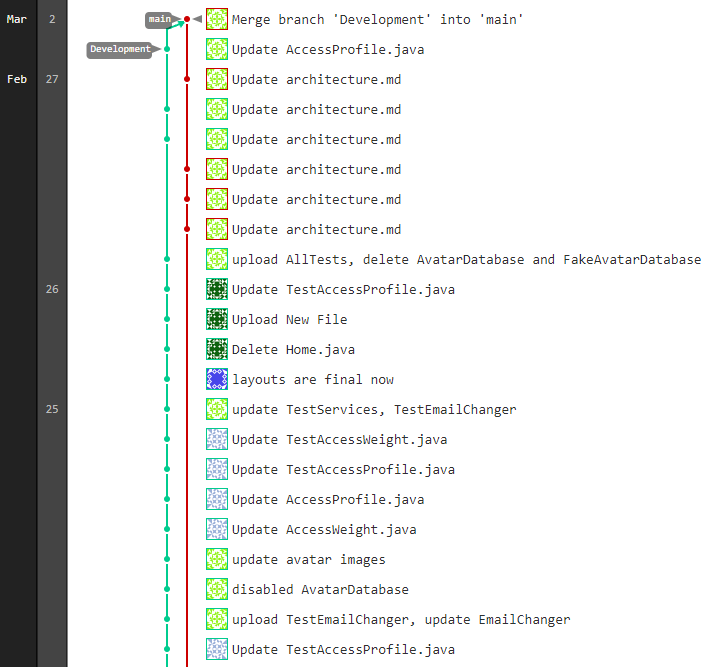 Mar 2 main Merge branch 'Development' into 'main'
Development Update AccessProfile.java
Feb 27 Update architecture.md
Update architecture.md
Update architecture.md
Update architecture.md
Update architecture.md
Update architecture.md
upload AllTests, delete AvatarDatabase and FakeAvatarDatabase
26 Update TestAccessProfile.java
Upload New File
Delete Home.java
layouts are final now
25 update TestServices, TestEmailChanger
Update TestAccessWeight.java
Update TestAccessProfile.java
Update AccessProfile.java
Update AccessWeight.java
update avatar images
disabled AvatarDatabase
upload TestEmailChanger, update EmailChanger
Update TestAccessProfile.java